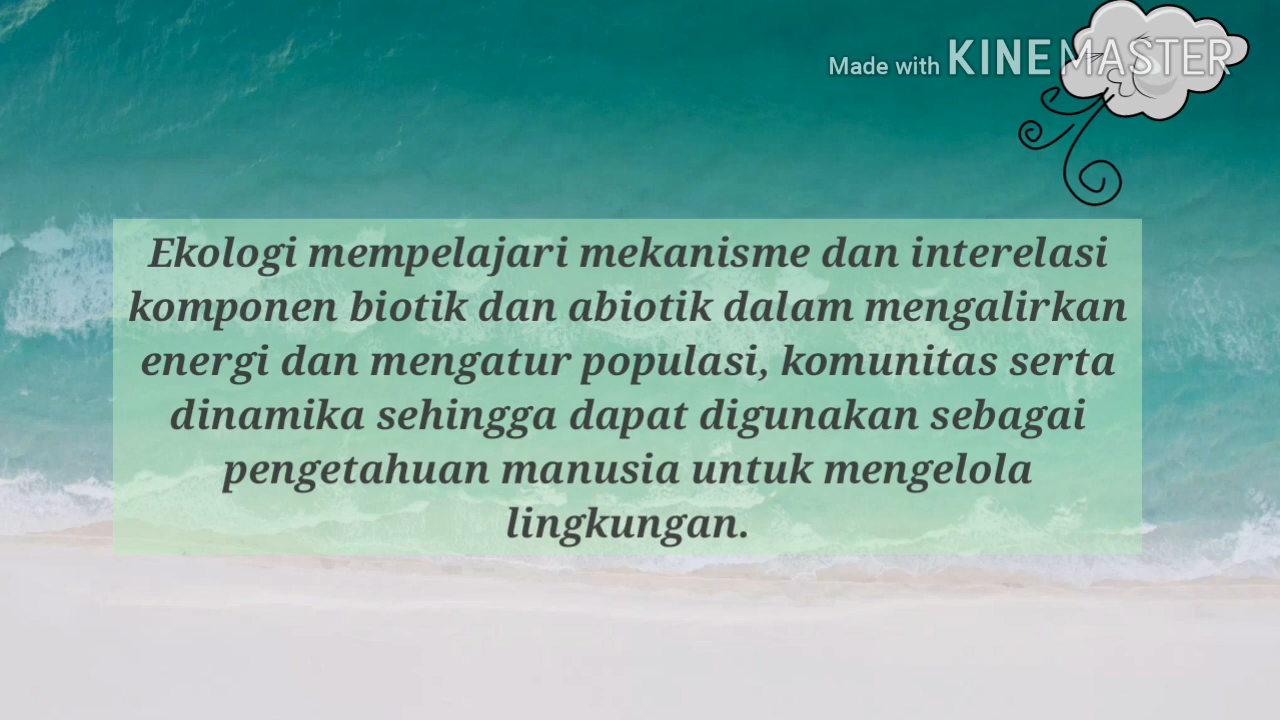 Made with KINEMASTER
Ekologi mempelajari mekanisme dan interelasi
komponen biotik dan abiotik dalam mengalirkan
energi dan mengatur populasi, komunitas serta
dinamika sehingga dapat digunakan sebagai
pengetahuan manusia untuk mengelola
lingkungan.